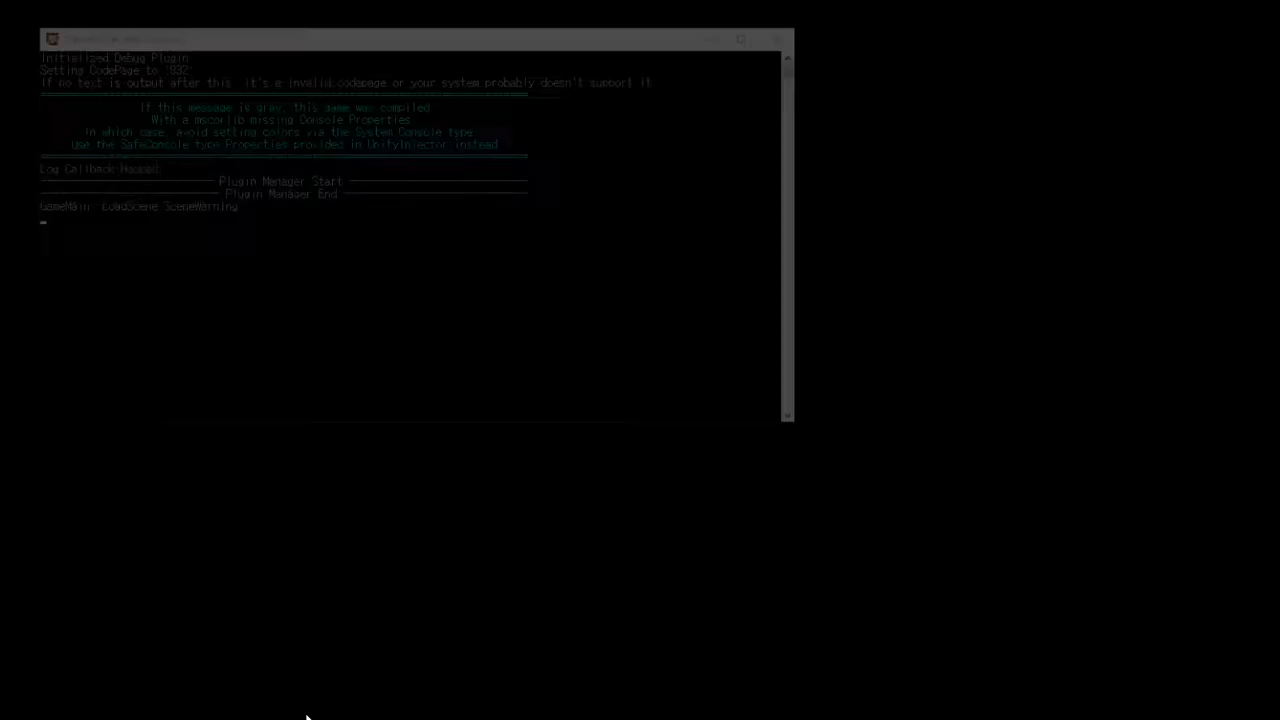 Initialized Debug Plugin
Setting CodePage to '932'
If no text is output after this, it's a invalid codepage or your system probably doesn't support it
If this message is gray, this game was compiled
With a mscorlib missing Console Properties
In which case, avoid setting colors via the System.Console type
Use the SafeConsole type Properties provided in UnityInjector instead
Log Callback Hooked.
Plugin Manager Start
Plugin Manager End
GameMain::LoadScene SceneWarning